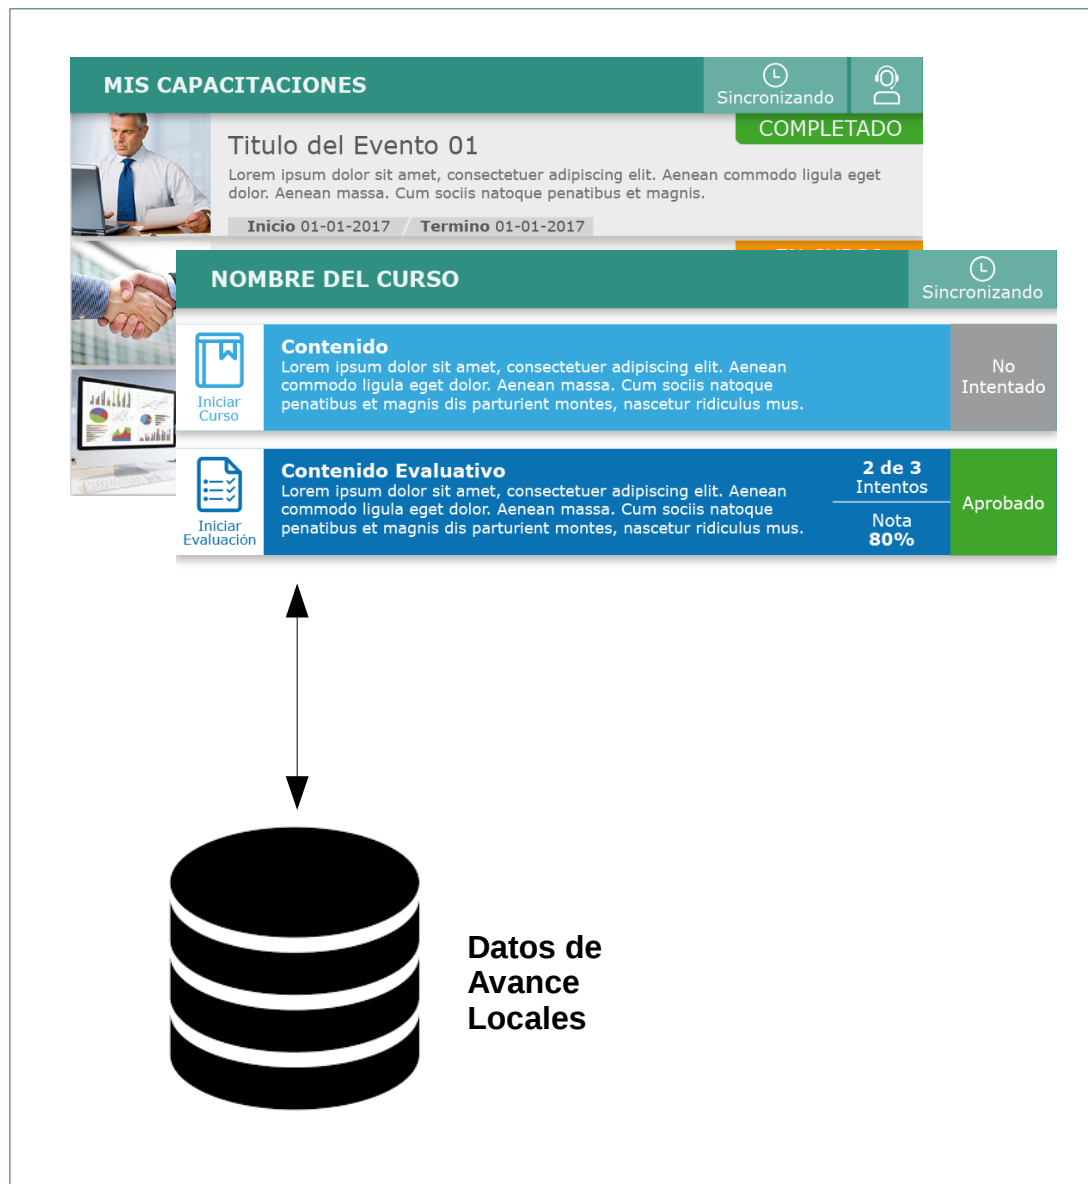 MIS CAPACITACIONES
Sincronizando
COMPLETADO
Titulo del Evento 01
Lorem ipsum dolor sit amet, consectetuer adipiscing elit. Aenean commodo ligula eget
dolor. Aenean massa. Cum sociis natoque penatibus et magnis.
Inicio 01-01-2017 / Termino 01-01-2017
NOMBRE DEL CURSO
Sincronizando
Iniciar
Curso
Contenido
Lorem ipsum dolor sit amet, consectetuer adipiscing elit. Aenean
commodo ligula eget dolor. Aenean massa. Cum sociis natoque
penatibus et magnis dis parturient montes, nascetur ridiculus mus.
No
Intentado
Iniciar
Evaluación
Contenido Evaluativo
Lorem ipsum dolor sit amet, consectetuer adipiscing elit. Aenean
commodo ligula eget dolor. Aenean massa. Cum sociis natoque
penatibus et magnis dis parturient montes, nascetur ridiculus mus.
2 de 3
Intentos
Nota
80%
Aprobado
Datos de
Avance
Locales